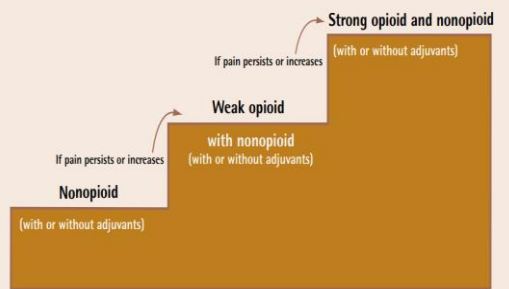 Strong opioid and nonopioid
(with or without adjuvants)
If pain persists or increases
Weak opioid
with nonopioid
(with or without adjuvants)
If pain persists or increases
Nonopioid
(with or without adjuvants)